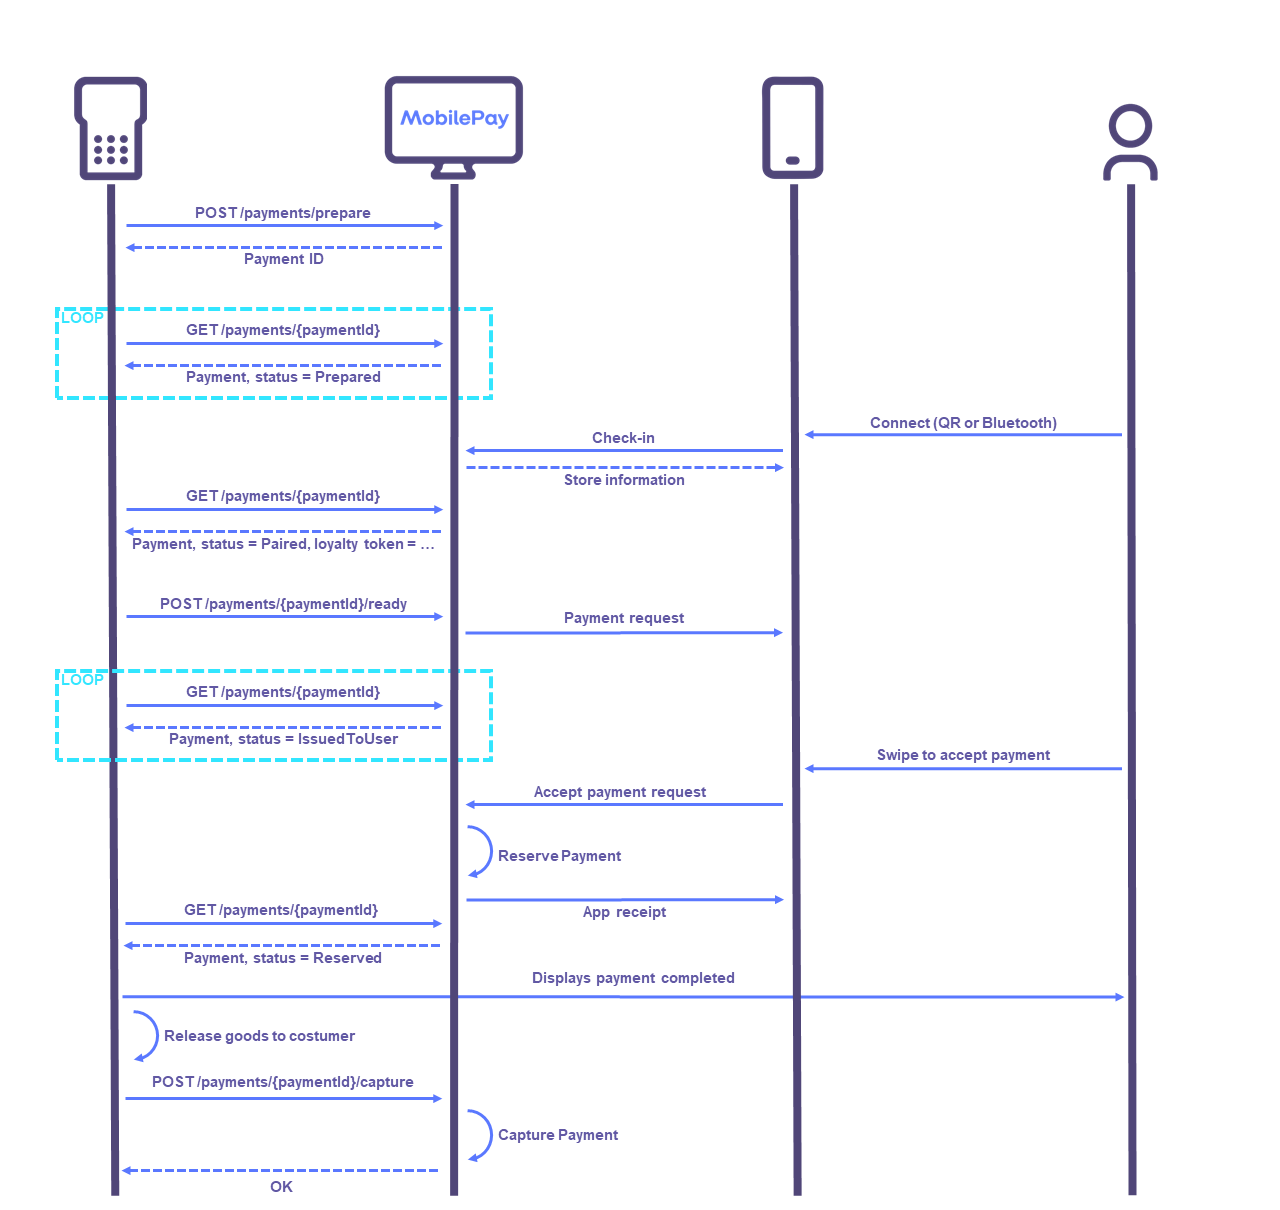 MobilePay
POST /payments/prepare
Payment ID
LOOP
GET /payments/{paymentId}
Payment, status = Prepared
Connect (QR or Bluetooth)
Check-in
Store information
GET /payments/{paymentId}
Payment, status = Paired, loyalty token = ...
POST /payments/{paymentId}/ready
Payment request
LOOP
GET /payments/{paymentId}
Payment, status = IssuedToUser
Swipe to accept payment
Accept payment request
Reserve Payment
App receipt
GET /payments/{paymentId}
Payment, status = Reserved
Displays payment completed
Release goods to costumer
POST /payments/{paymentId}/capture
Capture Payment
OK